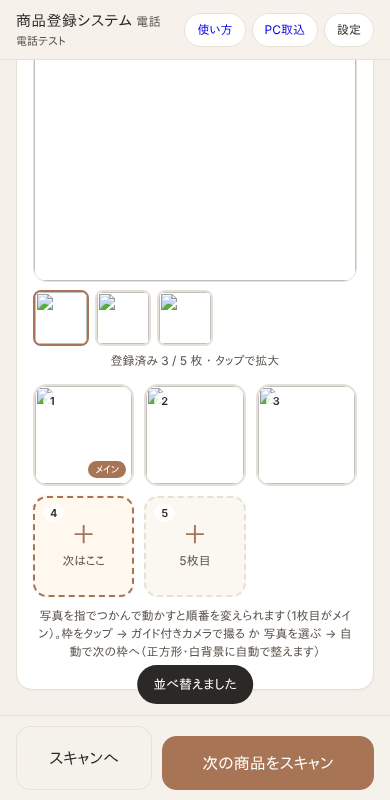 商品登録システム 電話
電話テスト
使い方
PC取込
設定
登録済み 3 / 5 枚 · タップで拡大
1
メイン
2
3
4
次はここ
5
5枚目
写真を指でつかんで動かすと順番を変えられます（1枚目がメイ
ン）。枠をタップ → ガイド付きカメラで撮る か 写真を選ぶ → 自
動で次の枠へ（正方形・白背景に自動で整えます）
並べ替えました
スキャンへ
次の商品をスキャン